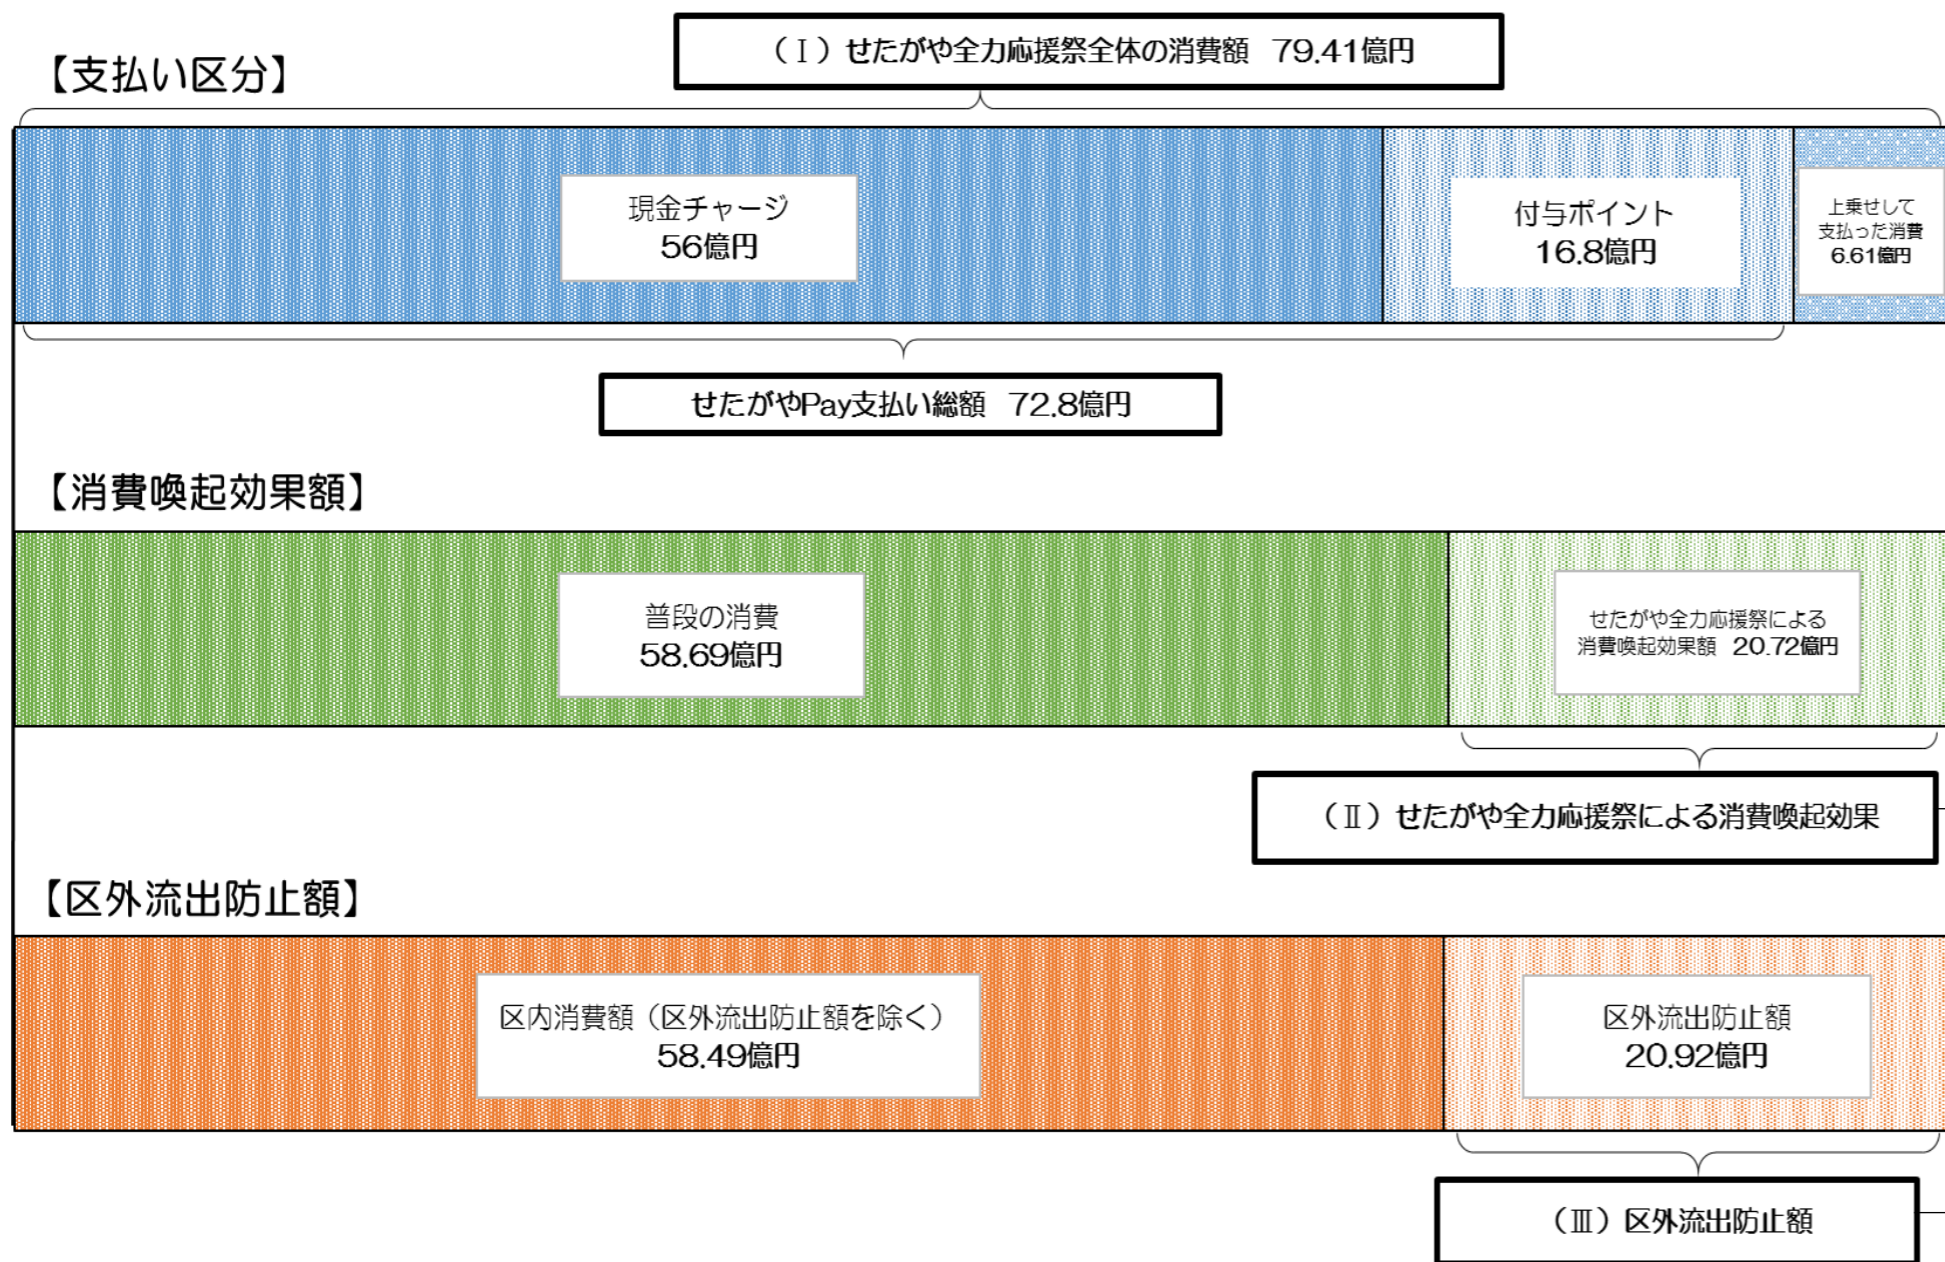 (Ⅰ)せたがや全力応援祭全体の消費額 79.41億円
【支払い区分】
現金チャージ
56億円
付与ポイント
16.8億円
上乗せして
支払った消費
6.61億円
せたがやPay支払い総額 72.8億円
【消費喚起効果額】
普段の消費
58.69億円
せたがや全力応援祭による
消費喚起効果額 20.72億円
(Ⅱ)せたがや全力応援祭による消費喚起効果
【区外流出防止額】
区内消費額(区外流出防止額を除く)
58.49億円
区外流出防止額
20.92億円
(Ⅲ)区外流出防止額